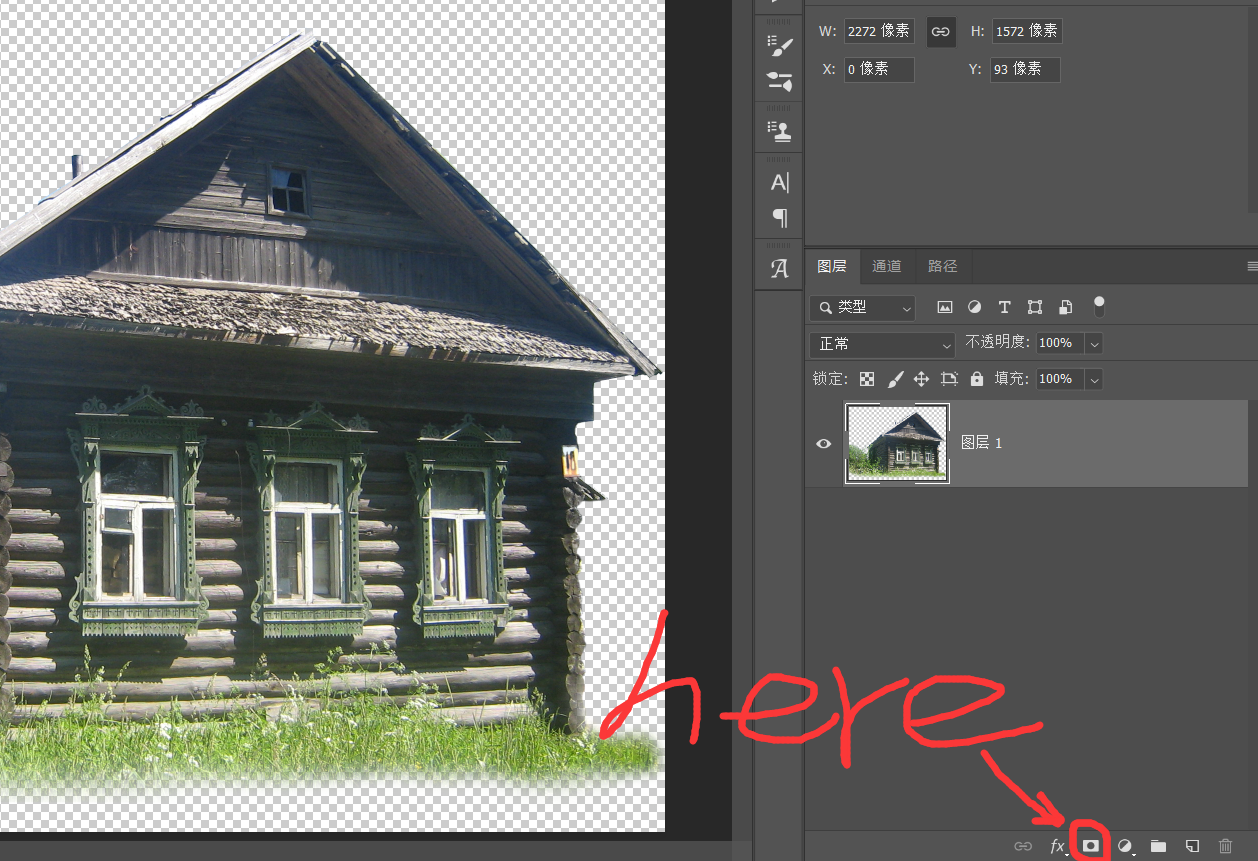 W: 2272 像素 H: 1572 像素
X: 0 像素 Y: 93 像素
A|
A
图层 通道 路径
类型 T
正常 不透明度: 100%
锁定: 填充: 100%
图层 1
here
fx